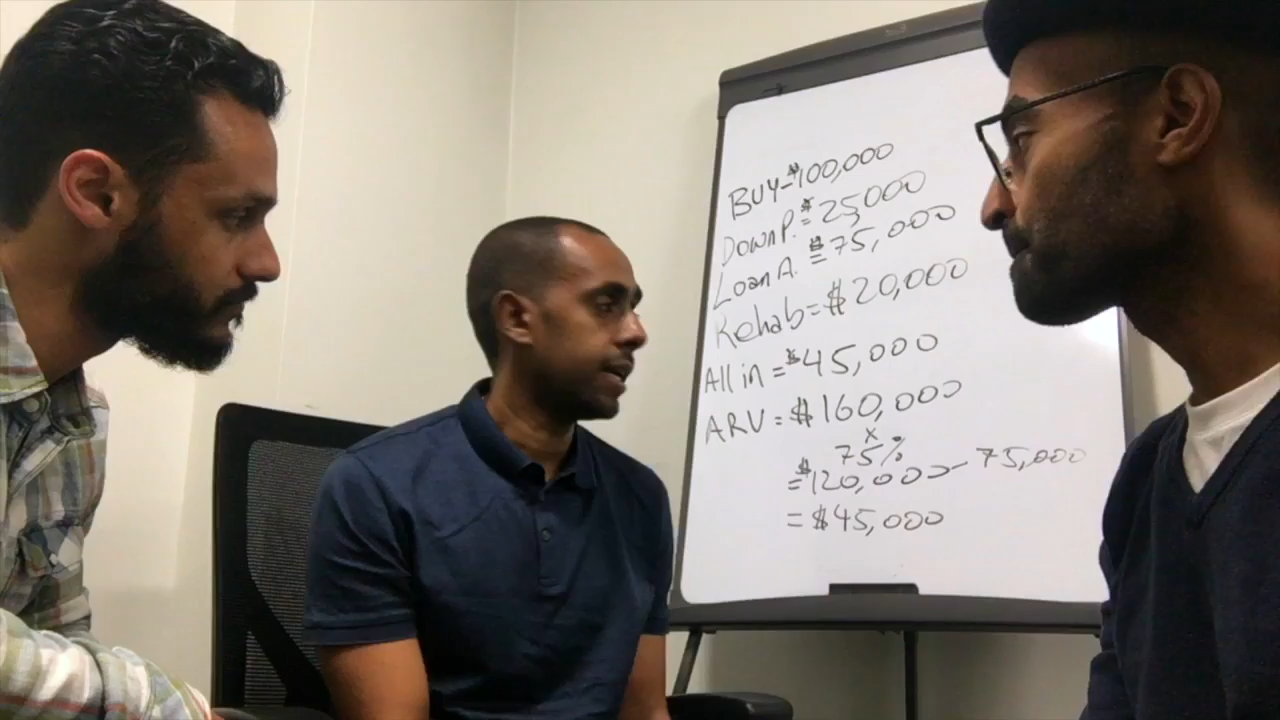 BUY-$100,000
Down P. = $25,000
Loan A. = $75,000
Rehab = $20,000
All in = $45,000
ARV = $160,000
x
75%
= $120,000 - 75,000
= $45,000